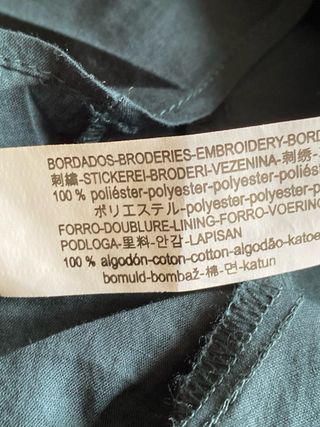 BORDADOS-BRODERIES-EMBROIDERY-BORD
刺繍-STICKEREI-BRODERI-VEZENINA-刺绣-
100 % poliéster-polyester-polyester-poliést
ポリエステル-polyester-polyester-p
FORRO-DOUBLURE-LINING-FORRO-VOERING
PODLOGA-里料-안감-LAPISAN
100 % algodón-coton-cotton-algodão-katoe
bomuld-bombaž-棉-면-katun